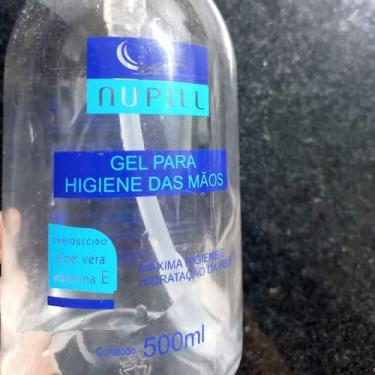 NUPILL
GEL PARA
HIGIENE DAS MÃOS
ENRIQUECIDO
aloe vera
vitamina E
MÁXIMA HIGIENE E
HIDRATAÇÃO DA PELE
Conteúdo 500ml